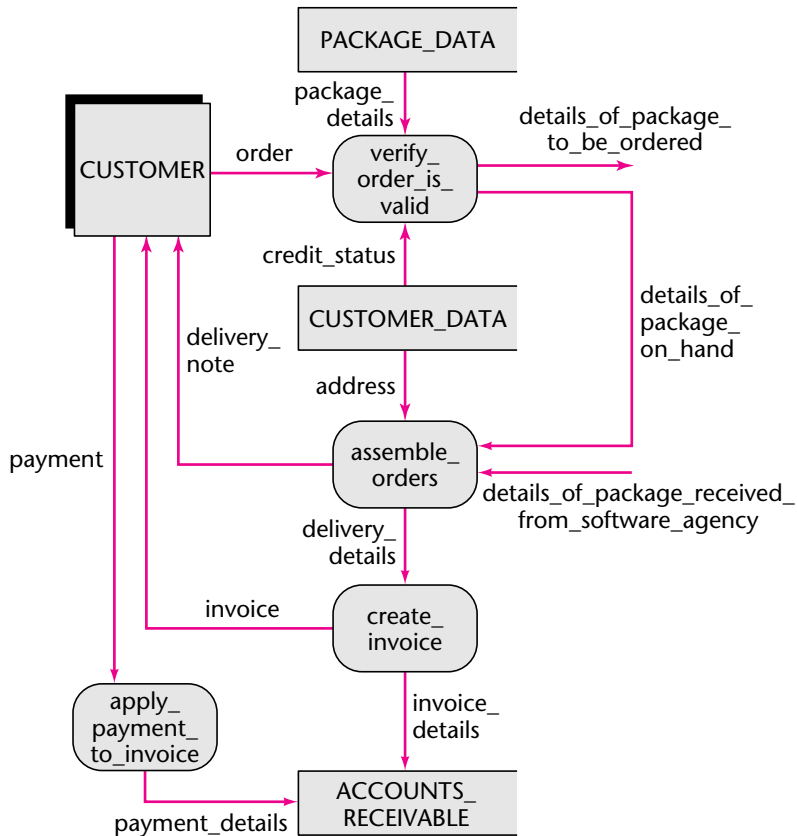 PACKAGE_DATA
package_
details
details_of_package_
to_be_ordered
CUSTOMER
order
verify_
order_is_
valid
credit_status
details_of_
package_
on_hand
CUSTOMER_DATA
delivery_
note
address
payment
assemble_
orders
details_of_package_received_
from_software_agency
delivery_
details
invoice
create_
invoice
apply_
payment_
to_invoice
invoice_
details
ACCOUNTS_
RECEIVABLE
payment_details